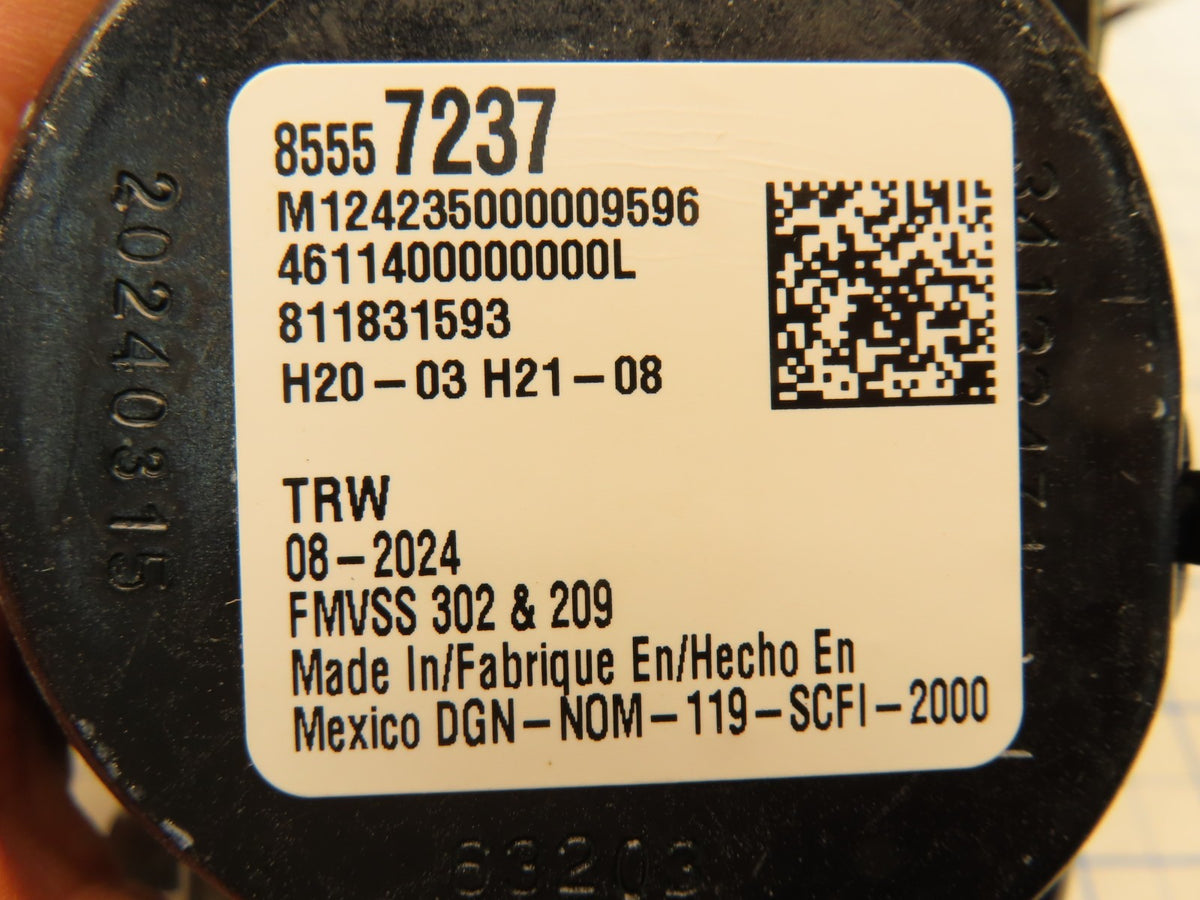 8555 7237
M124235000009596
4611400000000L
811831593
H20-03 H21-08
TRW
08-2024
FMVSS 302 & 209
Made In/Fabrique En/Hecho En
Mexico DGN-NOM-119-SCFI-2000
20240315
63203